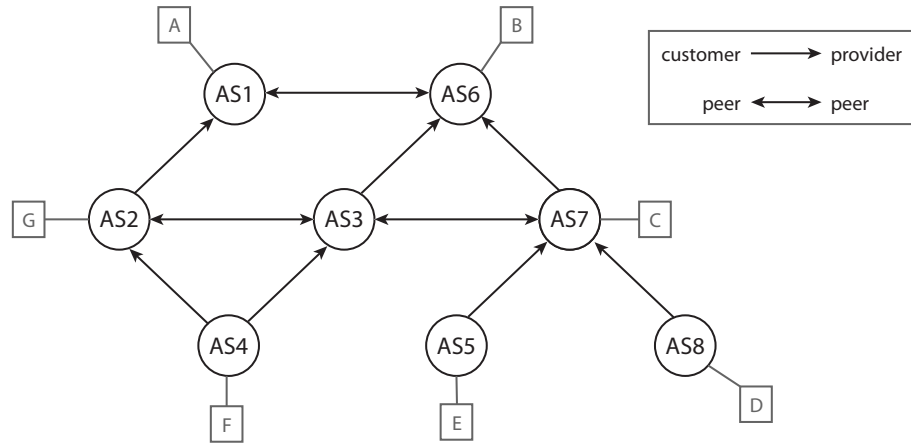 A
B
customer provider
AS1
AS6
peer peer
G
AS2
AS3
AS7
C
AS4
AS5
AS8
F
E
D